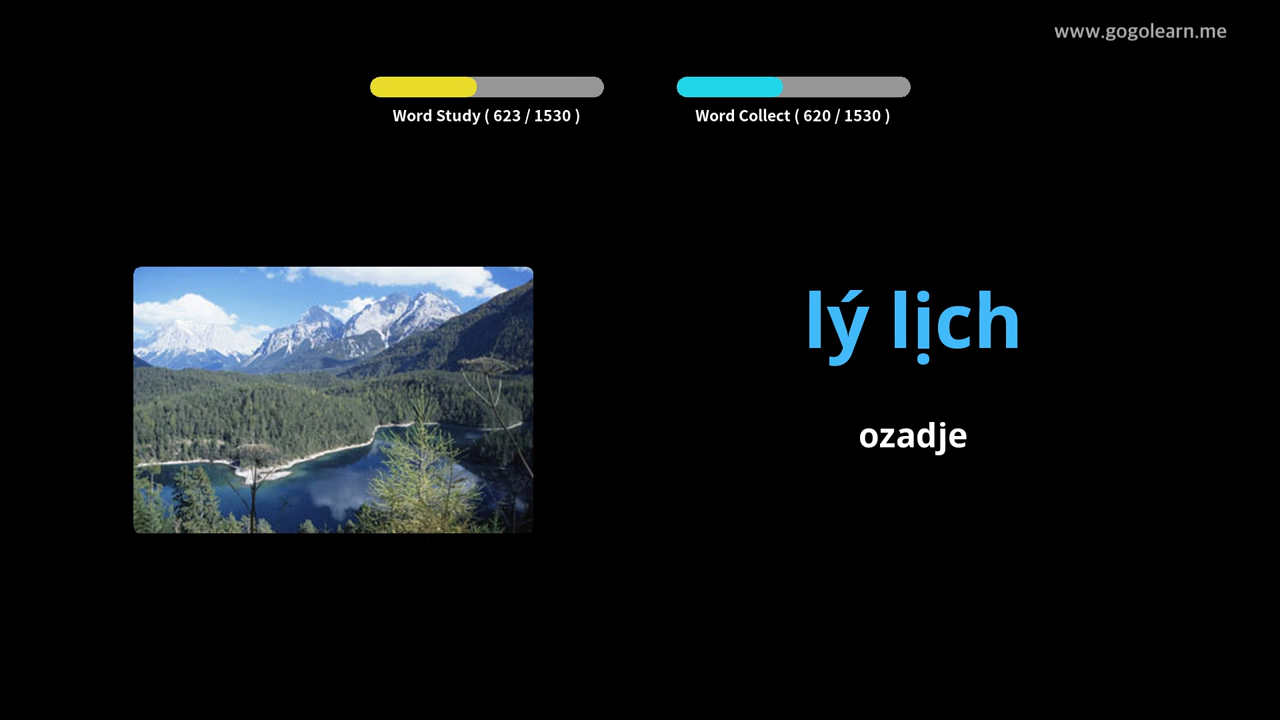 www.gogolearn.me
Word Study ( 623 / 1530 )
Word Collect ( 620 / 1530 )
lý lịch
ozadje